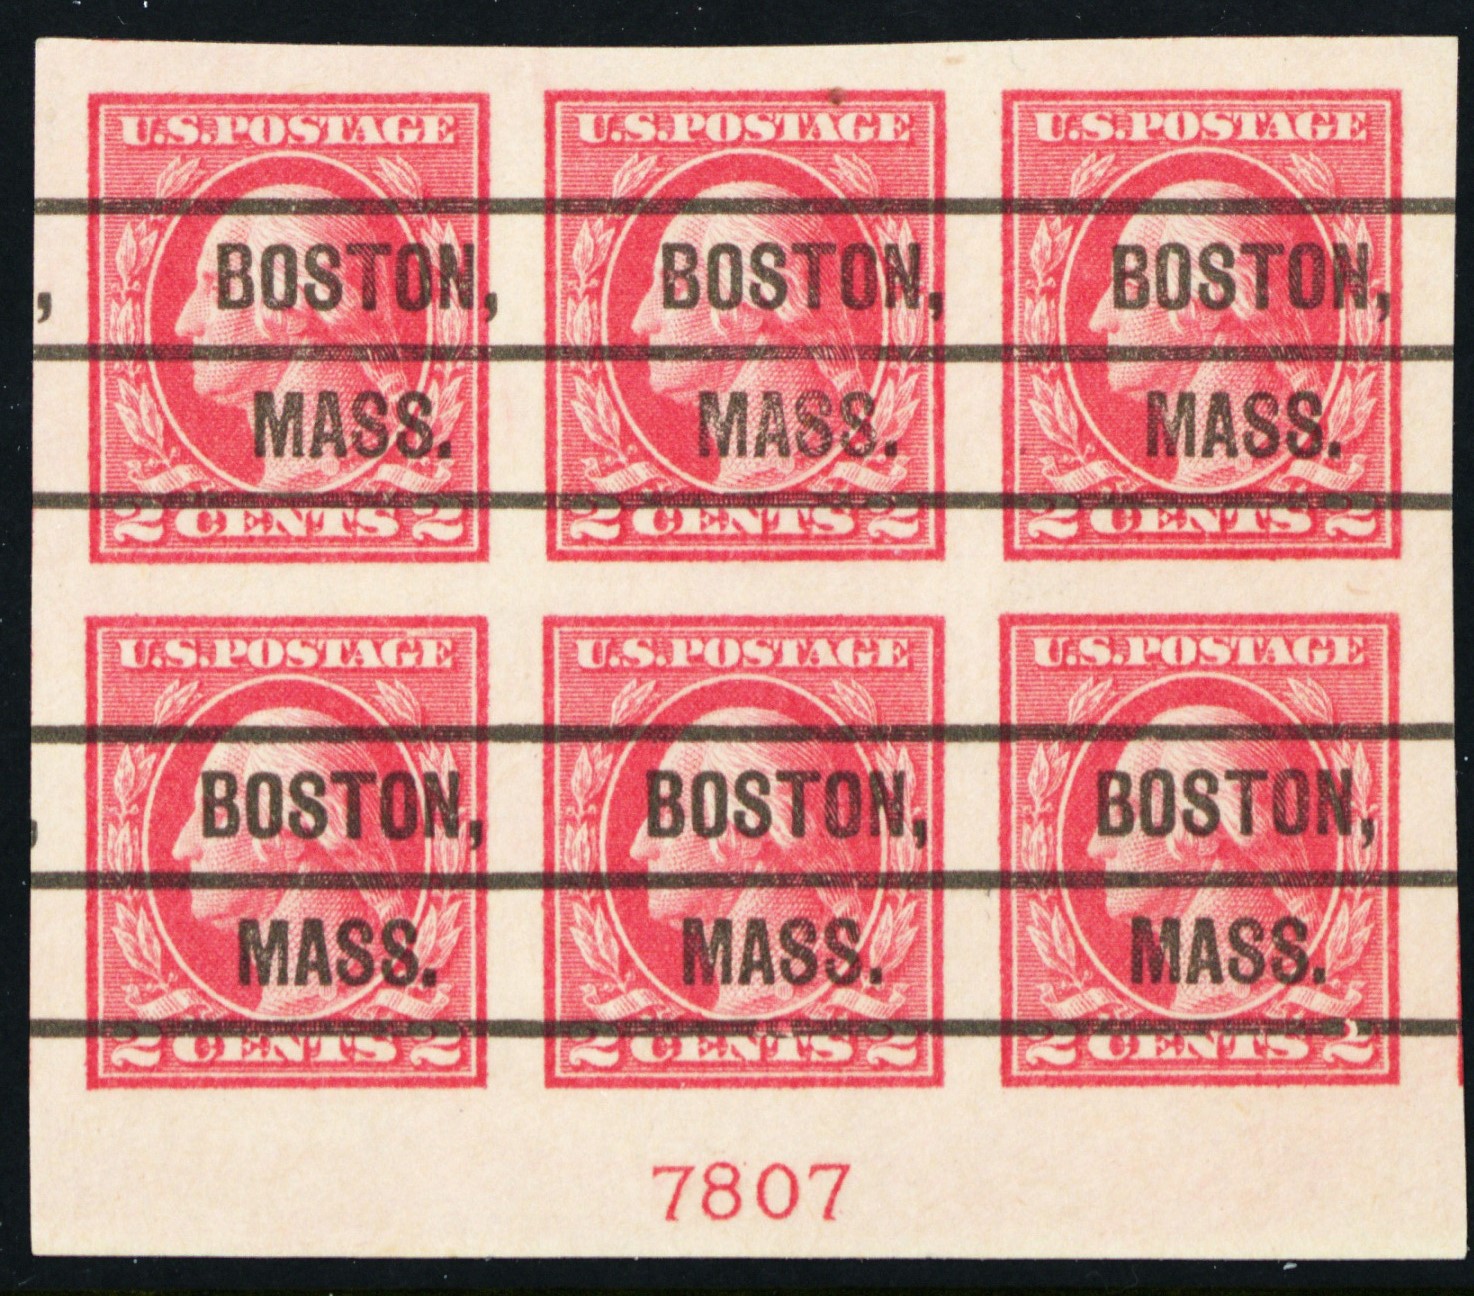 U.S.POSTAGE U.S.POSTAGE U.S.POSTAGE
, BOSTON, BOSTON, BOSTON,
MASS. MASS. MASS.
2 CENTS 2 2 CENTS 2 2 CENTS 2
U.S.POSTAGE U.S.POSTAGE U.S.POSTAGE
, BOSTON, BOSTON, BOSTON,
MASS. MASS. MASS.
2 CENTS 2 2 CENTS 2 2 CENTS 2
7807